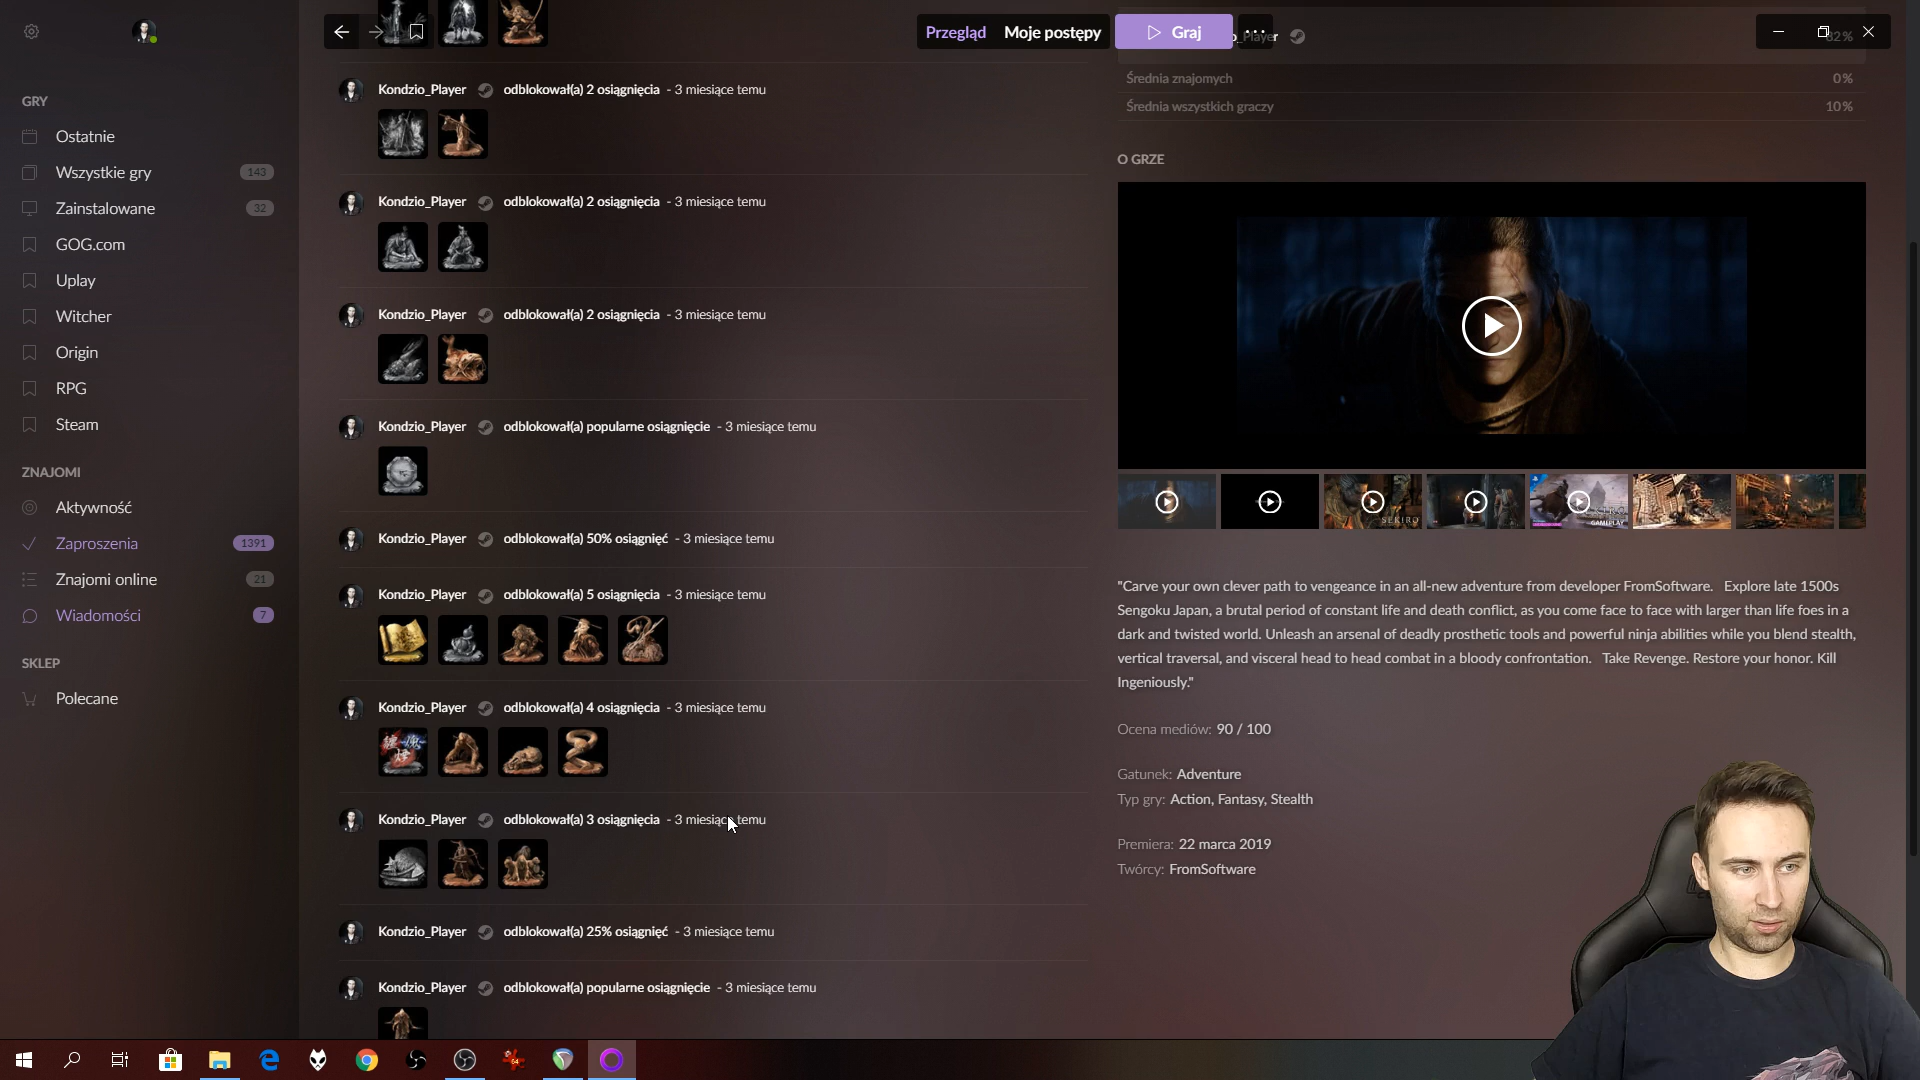 Przegląd
Moje postępy
Graj
GRY
Ostatnie
Wszystkie gry 143
Zainstalowane 32
GOG.com
Uplay
Witcher
Origin
RPG
Steam
ZNAJOMI
Aktywność
Zaproszenia 1391
Znajomi online 21
Wiadomości 7
SKLEP
Polecane
Kondzio_Player odblokował(a) 2 osiągnięcia - 3 miesiące temu
Kondzio_Player odblokował(a) 2 osiągnięcia - 3 miesiące temu
Kondzio_Player odblokował(a) 2 osiągnięcia - 3 miesiące temu
Kondzio_Player odblokował(a) popularne osiągnięcie - 3 miesiące temu
Kondzio_Player odblokował(a) 50% osiągnięć - 3 miesiące temu
Kondzio_Player odblokował(a) 5 osiągnięcia - 3 miesiące temu
Kondzio_Player odblokował(a) 4 osiągnięcia - 3 miesiące temu
Kondzio_Player odblokował(a) 3 osiągnięcia - 3 miesiące temu
Kondzio_Player odblokował(a) 25% osiągnięć - 3 miesiące temu
Kondzio_Player odblokował(a) popularne osiągnięcie - 3 miesiące temu
o_Player 82%
Średnia znajomych 0%
Średnia wszystkich graczy 10%
O GRZE
SEKIRO
GAMEPLAY
"Carve your own clever path to vengeance in an all-new adventure from developer FromSoftware. Explore late 1500s
Sengoku Japan, a brutal period of constant life and death conflict, as you come face to face with larger than life foes in a
dark and twisted world. Unleash an arsenal of deadly prosthetic tools and powerful ninja abilities while you blend stealth,
vertical traversal, and visceral head to head combat in a bloody confrontation. Take Revenge. Restore your honor. Kill
Ingeniously."
Ocena mediów: 90 / 100
Gatunek: Adventure
Typ gry: Action, Fantasy, Stealth
Premiera: 22 marca 2019
Twórcy: FromSoftware